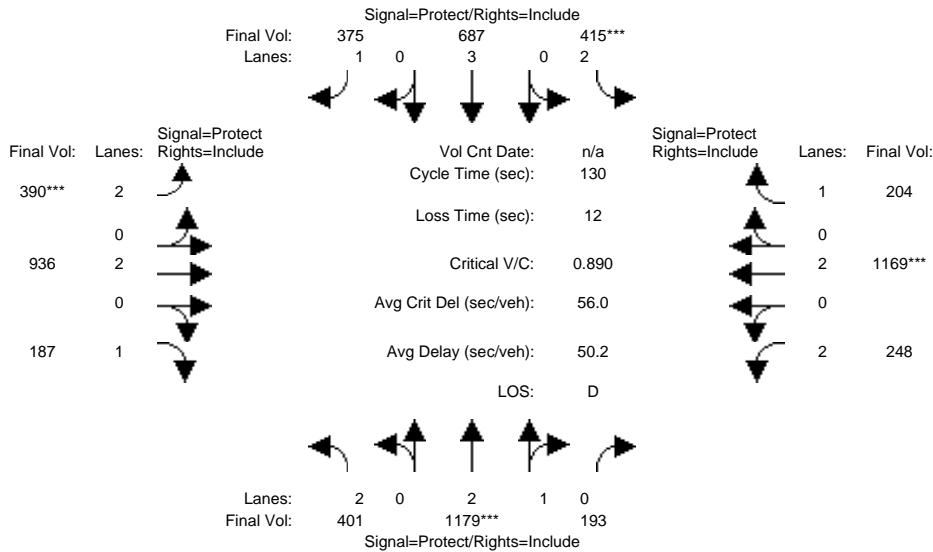 Signal=Protect/Rights=Include
Final Vol: 375 687 415***
Lanes: 1 0 3 0 2
Signal=Protect
Final Vol: Lanes: Rights=Include
Vol Cnt Date: n/a
Signal=Protect
Rights=Include Lanes: Final Vol:
Cycle Time (sec): 130
390*** 2
1 204
Loss Time (sec): 12
0
0
936 2
Critical V/C: 0.890
2 1169***
0
Avg Crit Del (sec/veh): 56.0
0
187 1
Avg Delay (sec/veh): 50.2
2 248
LOS: D
Lanes: 2 0 2 1 0
Final Vol: 401 1179*** 193
Signal=Protect/Rights=Include